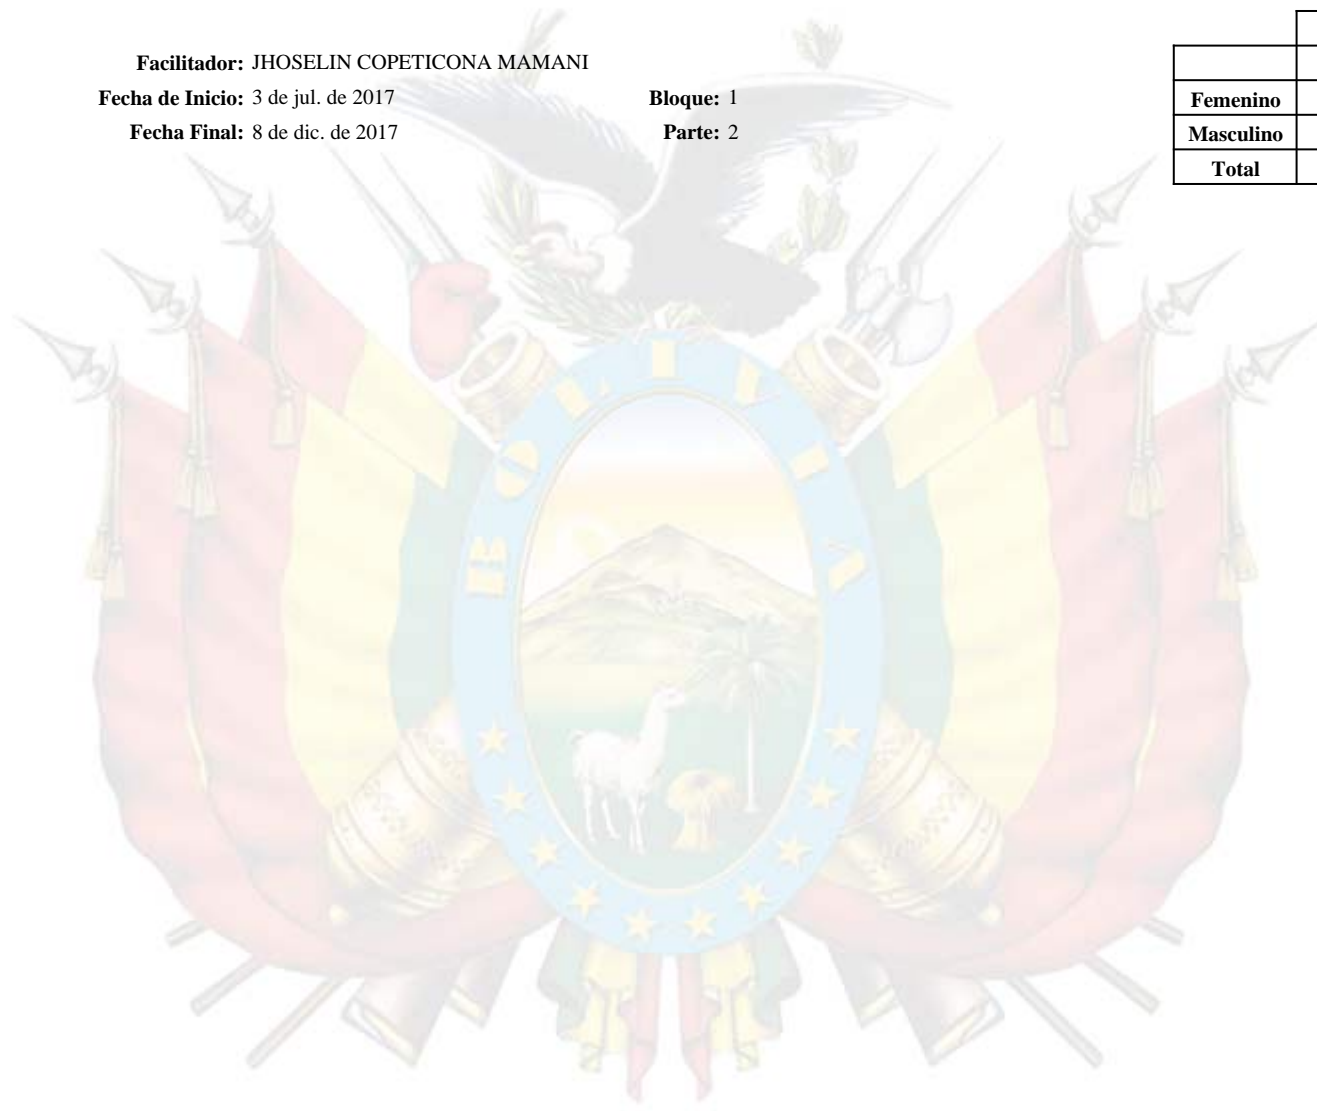 Facilitador: JHOSELIN COPETICONA MAMANI
Fecha de Inicio: 3 de jul. de 2017 Bloque: 1
Fecha Final: 8 de dic. de 2017 Parte: 2
Femenino
Masculino
Total
BOLIVIA